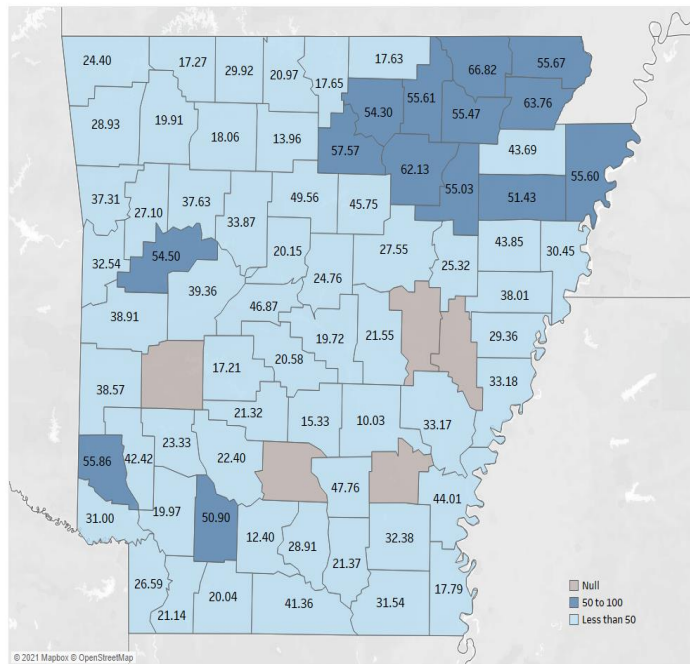 24.40 17.27 29.92 20.97 17.65 17.63 66.82 55.67
28.93 19.91 18.06 13.96 57.57 54.30 55.61 55.47 63.76
37.31 27.10 37.63 33.87 49.56 45.75 62.13 55.03 43.69 51.43 55.60
32.54 54.50 20.15 27.55 25.32 43.85 30.45
38.91 39.36 46.87 24.76 38.01
38.57 17.21 20.58 19.72 21.55 29.36
33.18
21.32 15.33 10.03 33.17
55.86 42.42 23.33 22.40 47.76 44.01
31.00 19.97 50.90 12.40 28.91 21.37 32.38
26.59 21.14 20.04 41.36 31.54 17.79
Null
50 to 100
Less than 50
© 2021 Mapbox © OpenStreetMap